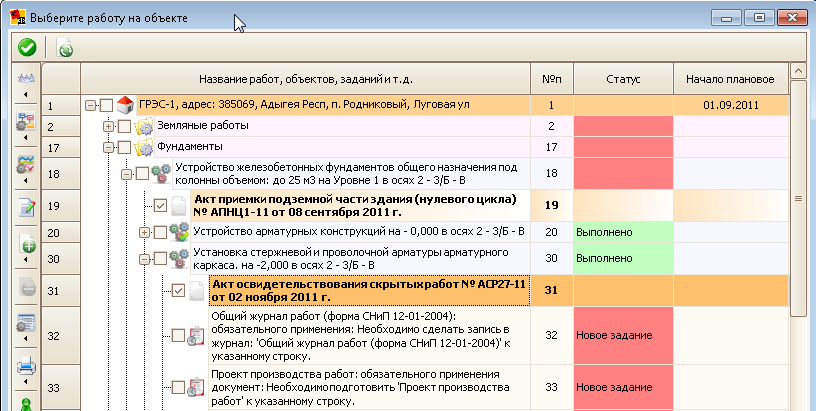 Выберите работу на объекте
Название работ, объектов, заданий и т.д. №п Статус Начало плановое
1 ГРЭС-1, адрес: 385069, Адыгея Респ, п. Родниковый, Луговая ул 1 01.09.2011
2 Земляные работы 2
17 Фундаменты 17
18 Устройство железобетонных фундаментов общего назначения под 18
колонны объемом: до 25 м3 на Уровне 1 в осях 2 - 3/Б - В
Акт приемки подземной части здания (нулевого цикла)
19 № АПНЦ1-11 от 08 сентября 2011 г. 19
20 Устройство арматурных конструкций на - 0,000 в осях 2 - 3/Б - В 20 Выполнено
30 Установка стержневой и проволочной арматуры арматурного 30 Выполнено
каркаса. на -2,000 в осях 2 - 3/Б - В
31 Акт освидетельствования скрытых работ № АСР27-11 31
от 02 ноября 2011 г.
Общий журнал работ (форма СНиП 12-01-2004):
32 обязательного применения: Необходимо сделать запись в 32 Новое задание
журнал: 'Общий журнал работ (форма СНиП 12-01-2004)' к
указанному строку.
Проект производства работ: обязательного применения
33 документ: Необходимо подготовить 'Проект производства 33 Новое задание
работ' к указанному строку.